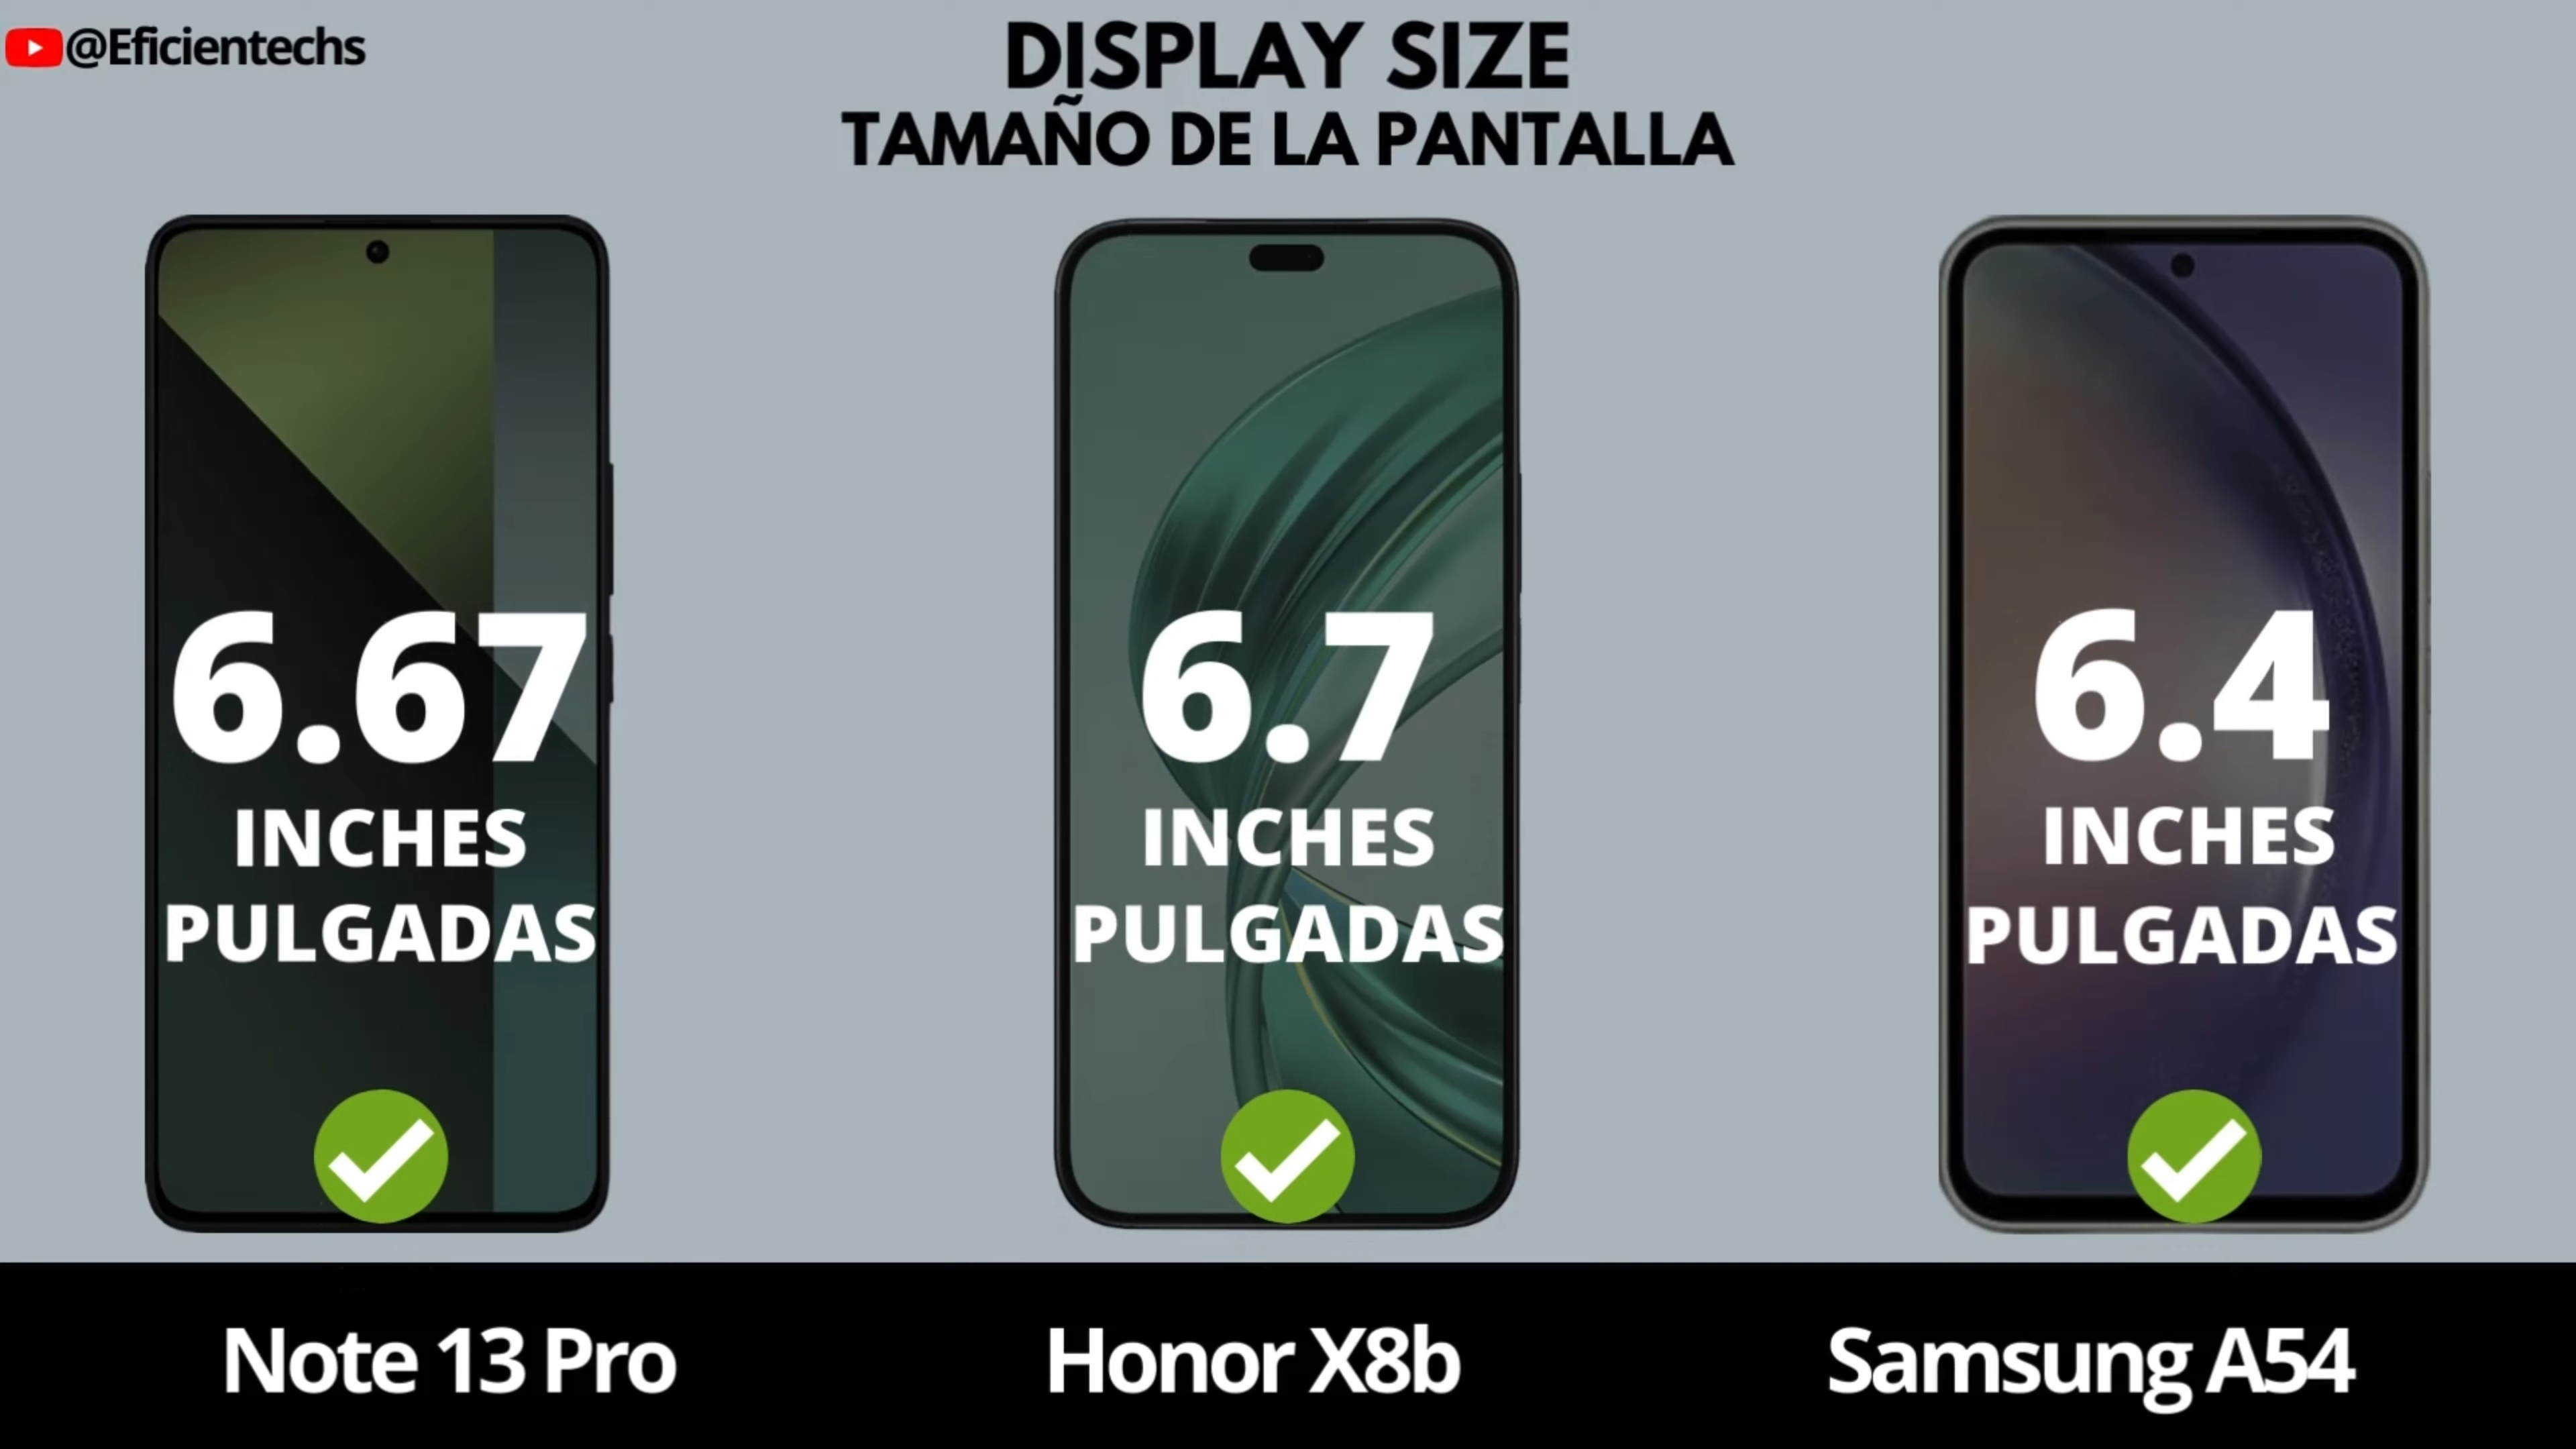 @Eficientechs
DISPLAY SIZE
TAMAÑO DE LA PANTALLA
6.67
INCHES
PULGADAS
6.7
INCHES
PULGADAS
6.4
INCHES
PULGADAS
Note 13 Pro
Honor X8b
Samsung A54